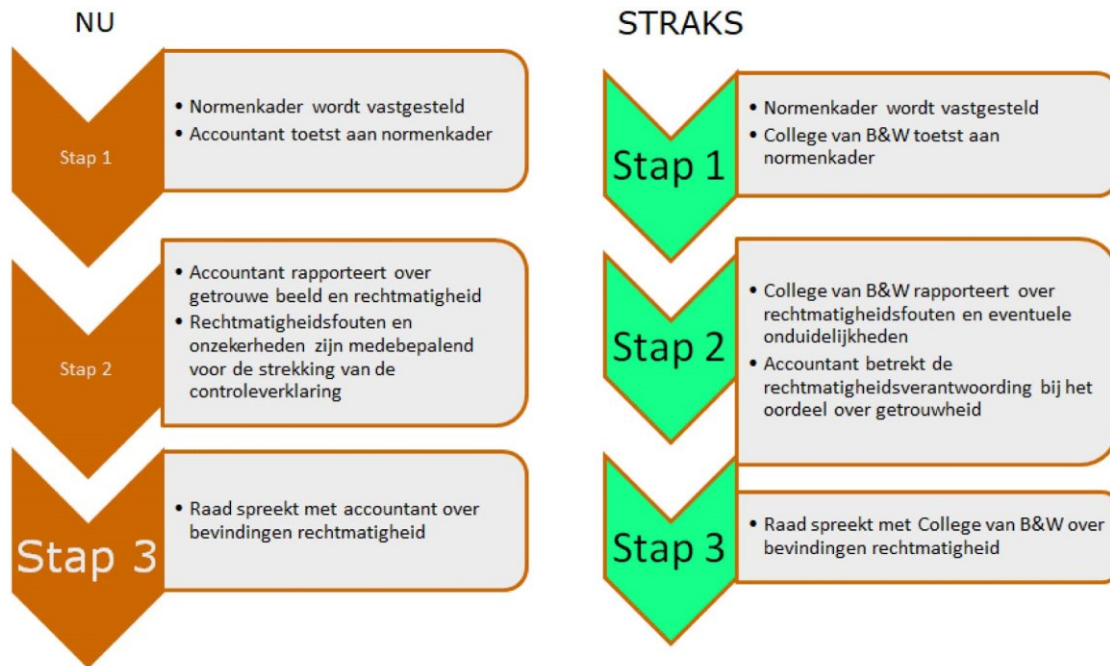 NU
Stap 1
• Normenkader wordt vastgesteld
• Accountant toetst aan normenkader
Stap 2
• Accountant rapporteert over
getrouwe beeld en rechtmatigheid
• Rechtmatigheidsfouten en
onzekerheden zijn medebepalend
voor de strekking van de
controleverklaring
Stap 3
• Raad spreekt met accountant over
bevindingen rechtmatigheid
STRAKS
Stap 1
• Normenkader wordt vastgesteld
• College van B&W toetst aan
normenkader
Stap 2
• College van B&W rapporteert over
rechtmatigheidsfouten en eventuele
onduidelijkheden
• Accountant betrekt de
rechtmatigheidsverantwoording bij het
oordeel over getrouwheid
Stap 3
• Raad spreekt met College van B&W over
bevindingen rechtmatigheid